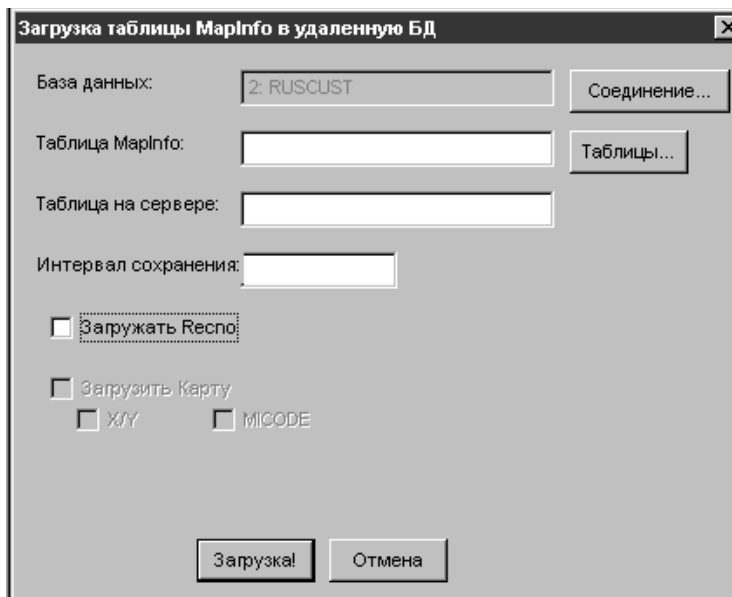 Загрузка таблицы MapInfo в удаленную БД
База данных: 2: RUSCUST Соединение...
Таблица MapInfo: Таблицы...
Таблица на сервере:
Интервал сохранения:
Загружать Recno
Загрузить Карту
X/Y MICODE
Загрузка! Отмена